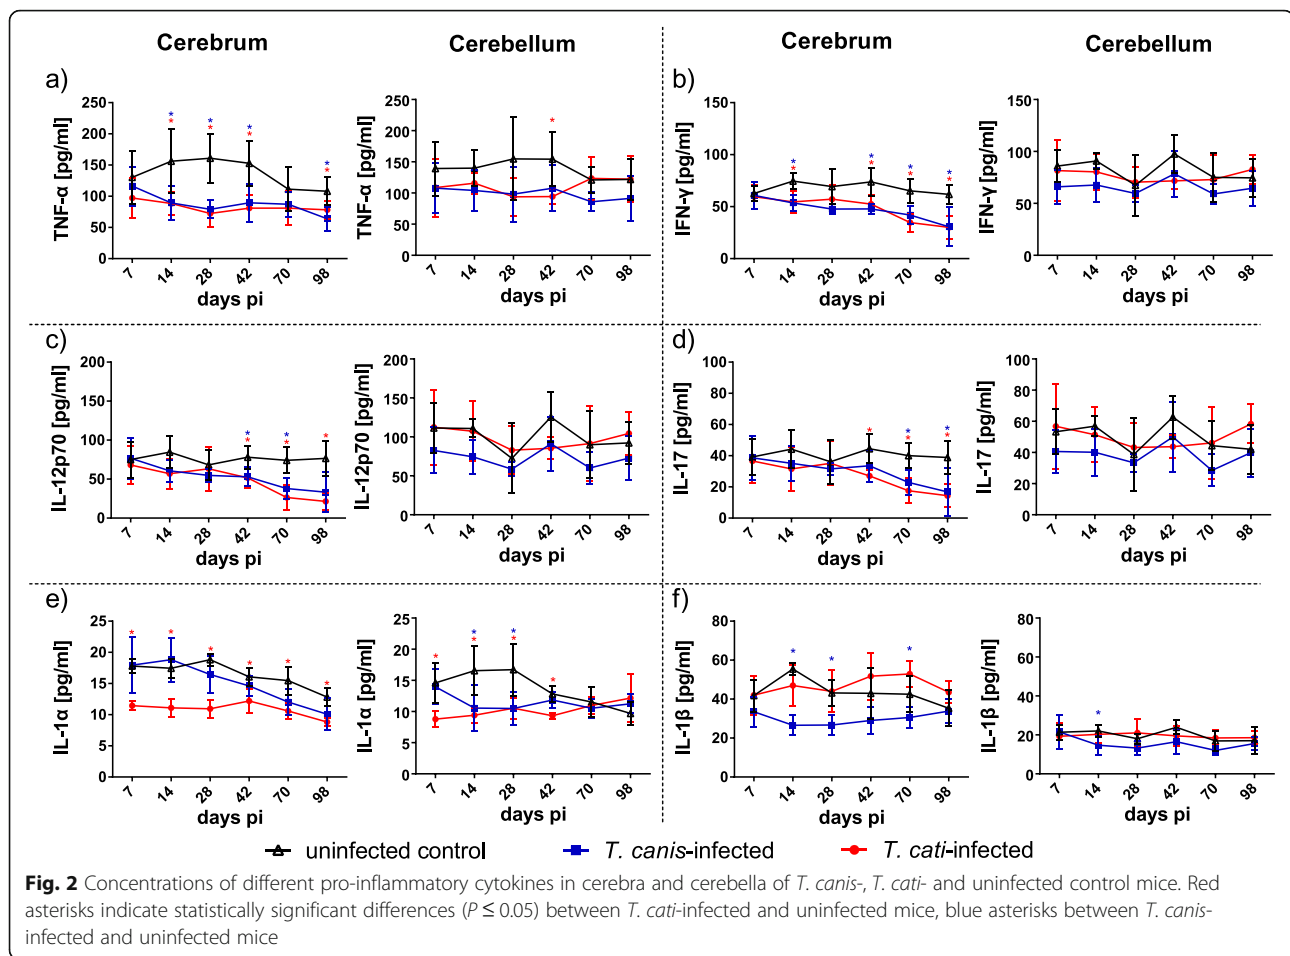 Cerebrum
Cerebellum
Cerebrum
Cerebellum
a)
TNF-α [pg/ml]
250
200
150
100
50
0
* * * *
* * * *
7 14 28 42 70 98
days pi
TNF-α [pg/ml]
250
200
150
100
50
0
*
7 14 28 42 70 98
days pi
b)
IFN-γ [pg/ml]
150
100
50
0
* * * *
* * * *
7 14 28 42 70 98
days pi
IFN-γ [pg/ml]
150
100
50
0
7 14 28 42 70 98
days pi
c)
IL-12p70 [pg/ml]
200
150
100
50
0
* * *
* *
7 14 28 42 70 98
days pi
IL-12p70 [pg/ml]
200
150
100
50
0
7 14 28 42 70 98
days pi
d)
IL-17 [pg/ml]
100
80
60
40
20
0
* *
* * *
7 14 28 42 70 98
days pi
IL-17 [pg/ml]
100
80
60
40
20
0
7 14 28 42 70 98
days pi
e)
IL-1α [pg/ml]
25
20
15
10
5
0
* * * * * *
7 14 28 42 70 98
days pi
IL-1α [pg/ml]
25
20
15
10
5
0
* *
* * * *
7 14 28 42 70 98
days pi
f)
IL-1β [pg/ml]
80
60
40
20
0
* * *
7 14 28 42 70 98
days pi
IL-1β [pg/ml]
80
60
40
20
0
*
7 14 28 42 70 98
days pi
uninfected control
T. canis-infected
T. cati-infected
Fig. 2 Concentrations of different pro-inflammatory cytokines in cerebra and cerebella of T. canis-, T. cati- and uninfected control mice. Red
asterisks indicate statistically significant differences (P ≤ 0.05) between T. cati-infected and uninfected mice, blue asterisks between T. canis-
infected and uninfected mice